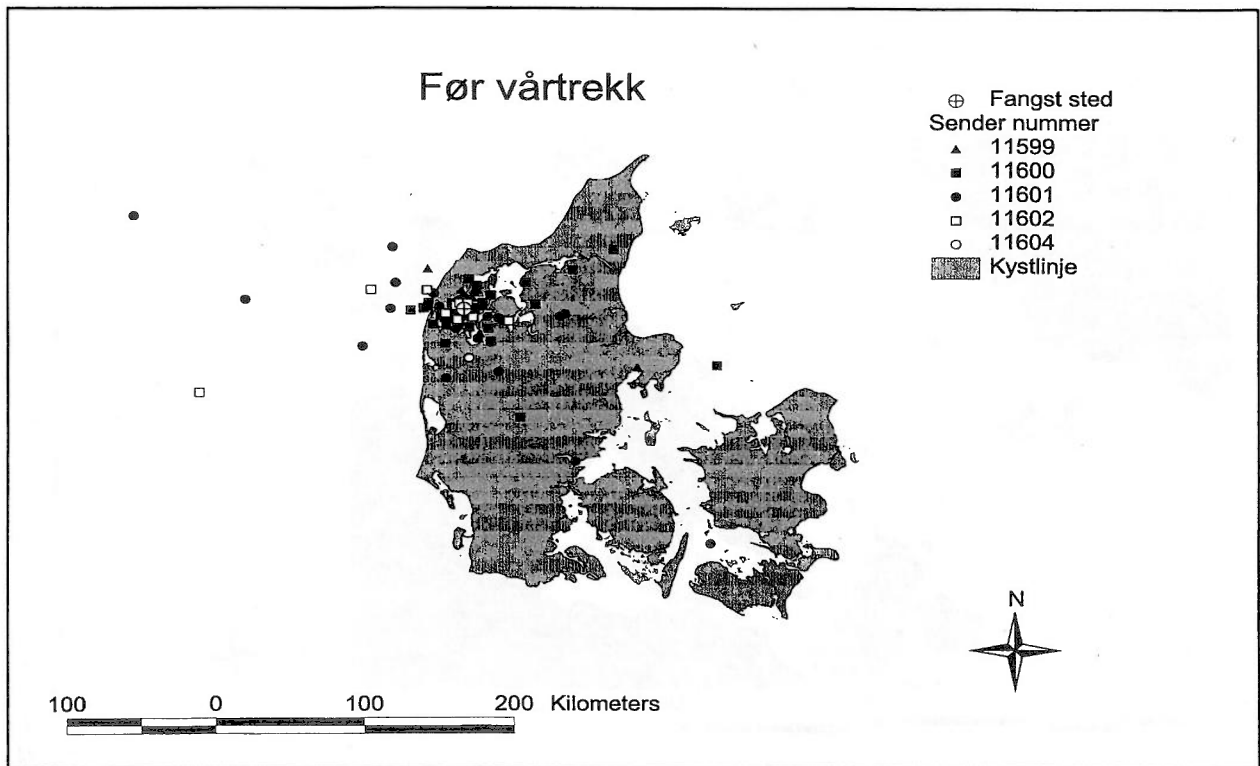 Før vårtrekk
Fangst sted
Sender nummer
11599
11600
11601
11602
11604
Kystlinje
N
100 0 100 200 Kilometers